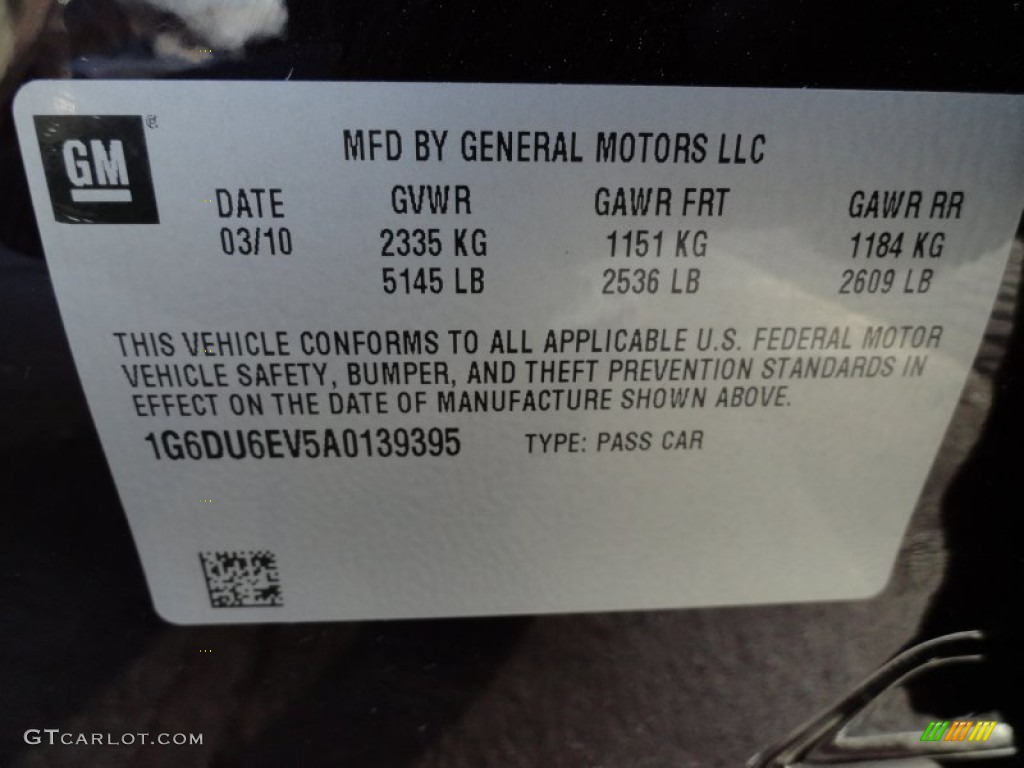 GM
MFD BY GENERAL MOTORS LLC
DATE GVWR GAWR FRT GAWR RR
03/10 2335 KG 1151 KG 1184 KG
5145 LB 2536 LB 2609 LB
THIS VEHICLE CONFORMS TO ALL APPLICABLE U.S. FEDERAL MOTOR
VEHICLE SAFETY, BUMPER, AND THEFT PREVENTION STANDARDS IN
EFFECT ON THE DATE OF MANUFACTURE SHOWN ABOVE.
1G6DU6EV5A0139395 TYPE: PASS CAR
GTCARLOT.COM